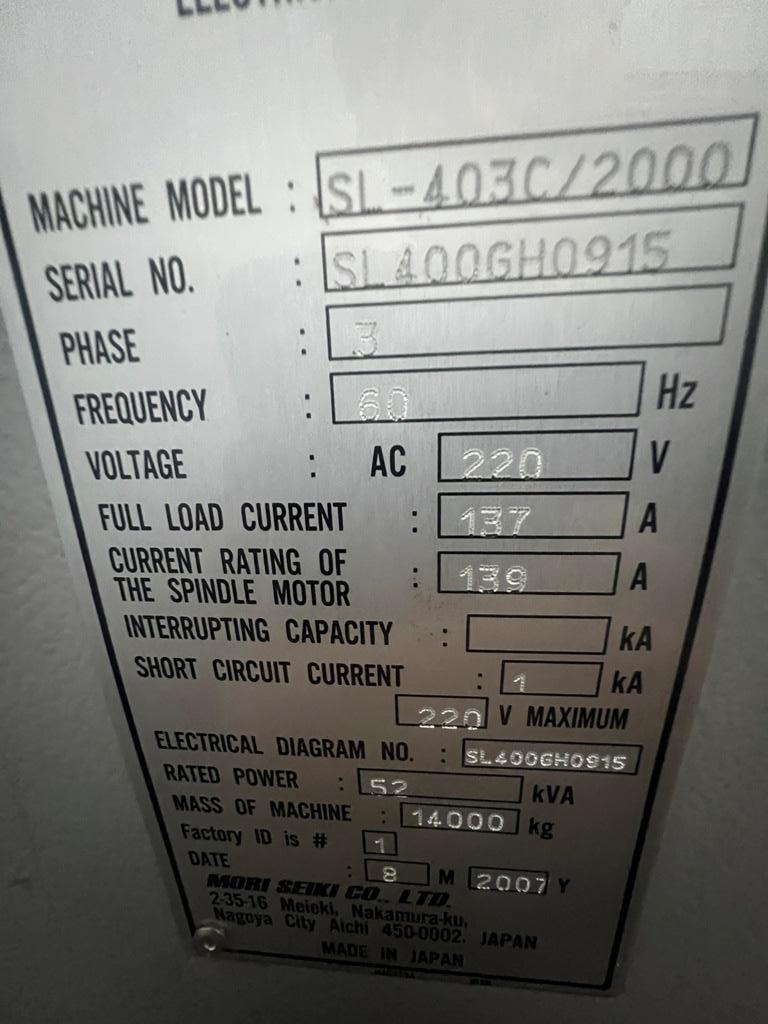 MACHINE MODEL : SL-403C/2000
SERIAL NO. : SL400GH0915
PHASE : 3
FREQUENCY : 60 Hz
VOLTAGE : AC 220 V
FULL LOAD CURRENT : 137 A
CURRENT RATING OF
THE SPINDLE MOTOR : 139 A
INTERRUPTING CAPACITY : kA
SHORT CIRCUIT CURRENT : 1 kA
220 V MAXIMUM
ELECTRICAL DIAGRAM NO. : SL400GH0915
RATED POWER : 52 kVA
MASS OF MACHINE : 14000 kg
Factory ID is # 1
DATE : 8 M 2007 Y
MORI SEIKI CO., LTD.
2-35-16 Meieki, Nakamura-ku,
Nagoya City Aichi 450-0002. JAPAN
MADE IN JAPAN